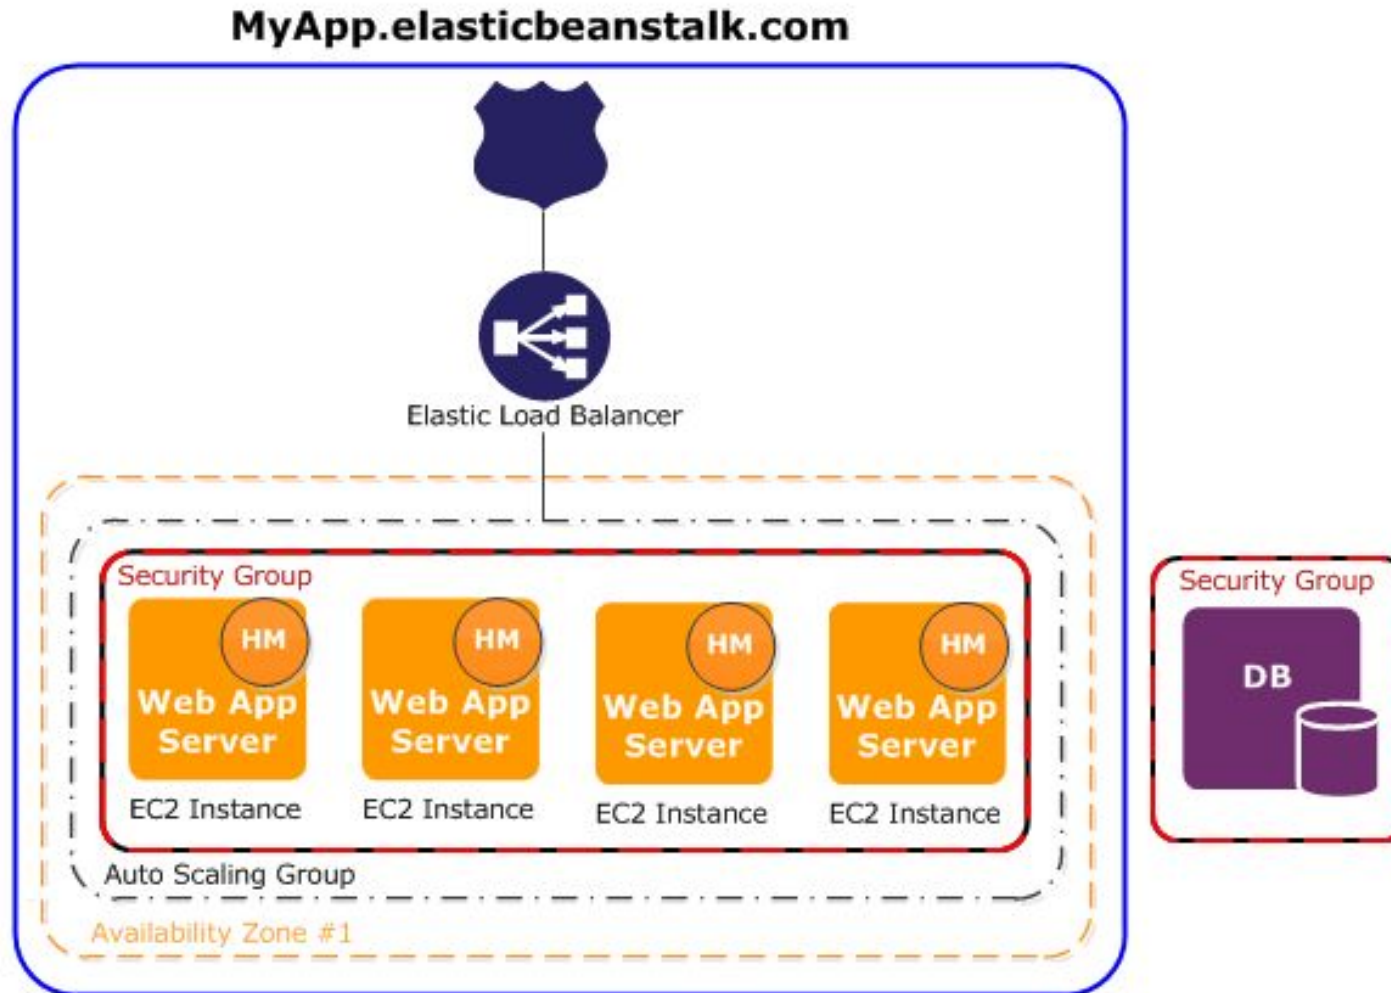 MyApp.elasticbeanstalk.com
Elastic Load Balancer
Security Group
HM
Web App
Server
EC2 Instance
HM
Web App
Server
EC2 Instance
HM
Web App
Server
EC2 Instance
HM
Web App
Server
EC2 Instance
Auto Scaling Group
Availability Zone #1
Security Group
DB